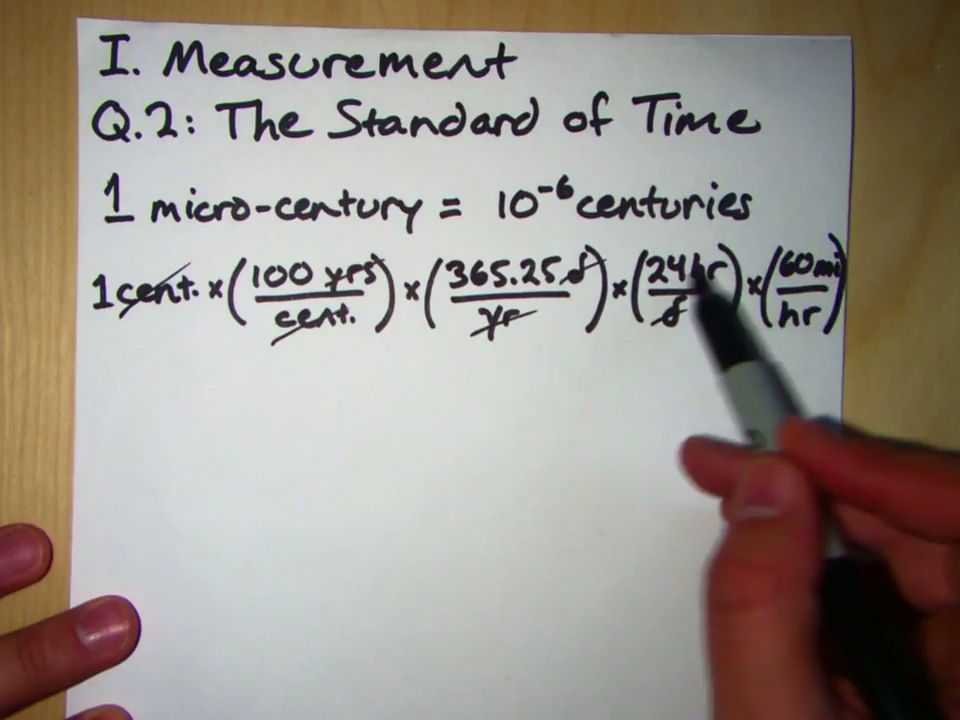 I. Measurement
Q.2: The Standard of Time
1 micro-century = 10⁻⁶ centuries
1 cent. × (100 yrs / cent.) × (365.25 d / yr) × (24 hr / d) × (60 mi / hr)